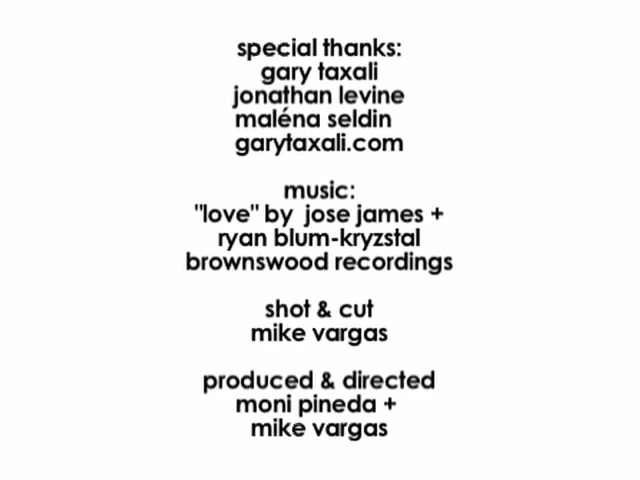 special thanks:
gary taxali
jonathan levine
maléna seldin
garytaxali.com
music:
"love" by jose james +
ryan blum-kryzstal
brownswood recordings
shot & cut
mike vargas
produced & directed
moni pineda +
mike vargas